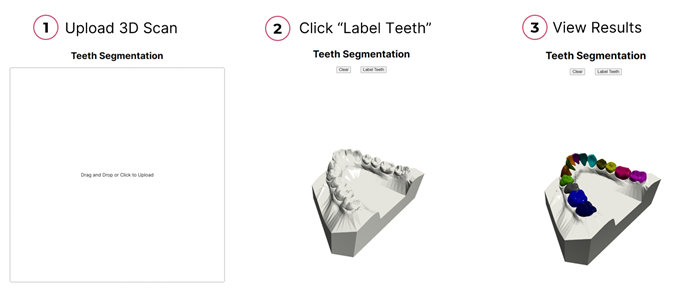 1 Upload 3D Scan
Teeth Segmentation
Drag and Drop or Click to Upload
2 Click “Label Teeth”
Teeth Segmentation
Clear Label Teeth
3 View Results
Teeth Segmentation
Clear Label Teeth